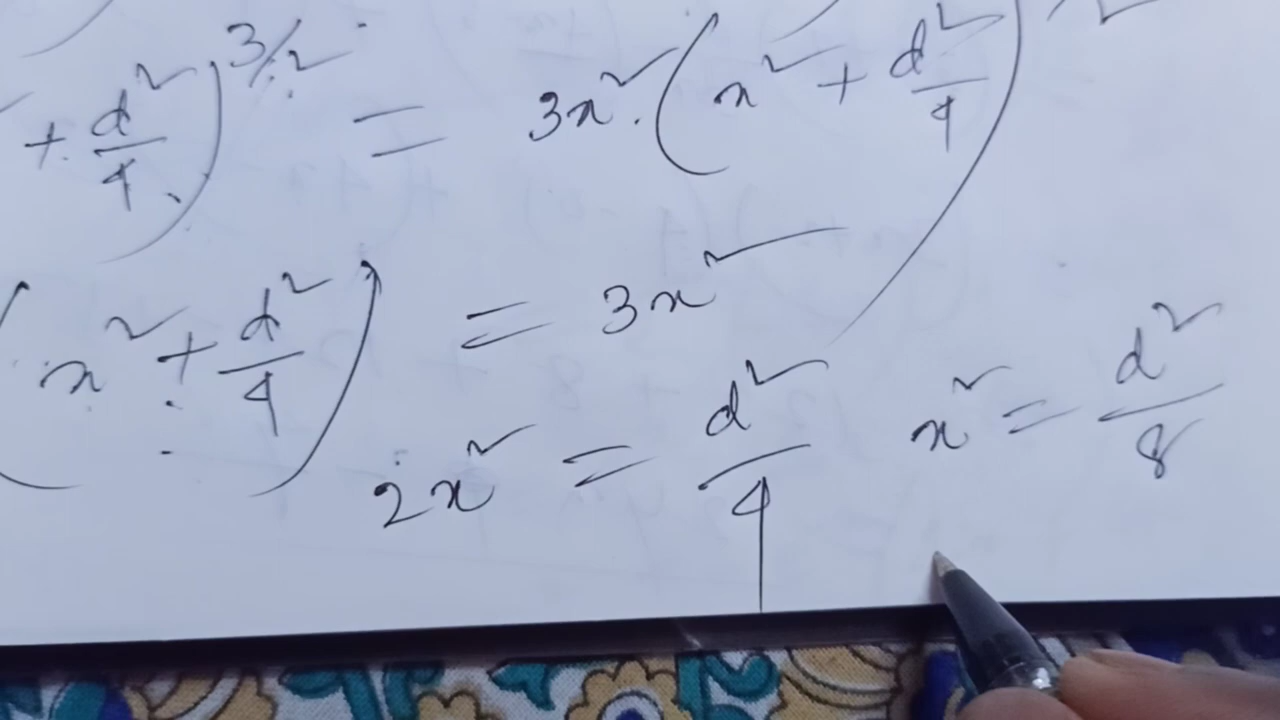 + d²/4)^3/2 = 3x² . (x² + d²/4)
(x² + d²/4) = 3x²
2x² = d²/4 x² = d²/8